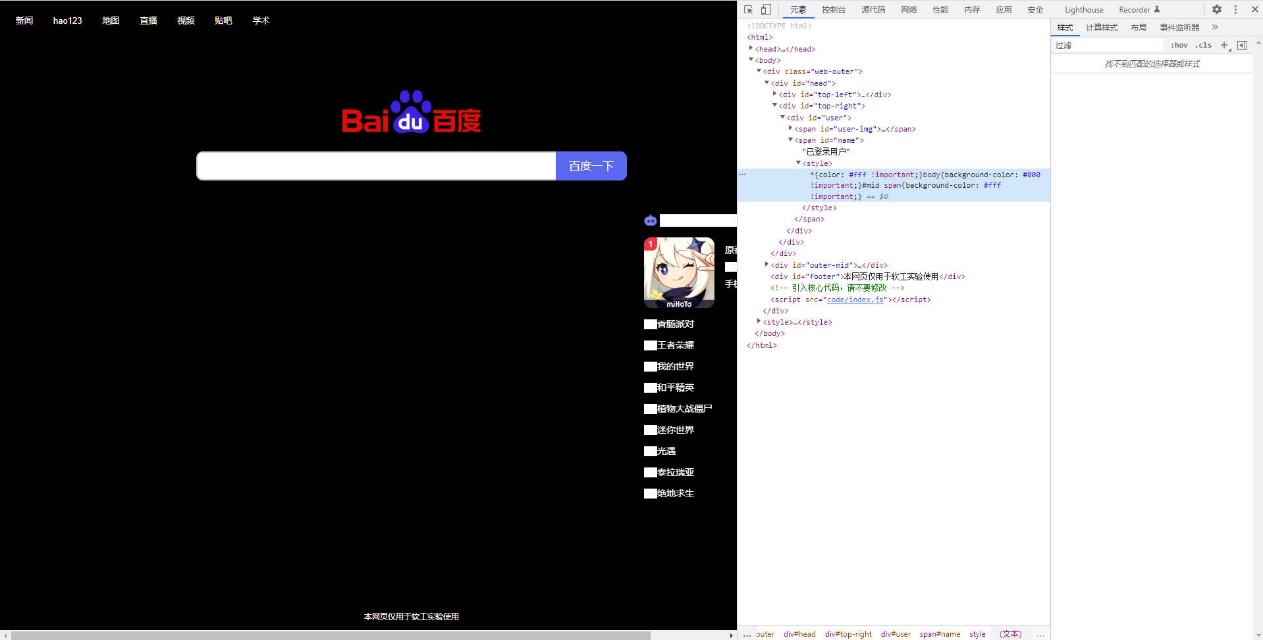 新闻 hao123 地图 直播 视频 贴吧 学术
Bai du 百度
百度一下
1
miHoYo
手机
香肠派对
王者荣耀
我的世界
和平精英
植物大战僵尸
迷你世界
光遇
泰拉瑞亚
绝地求生
本网页仅用于软工实验使用
元素 控制台 源代码 网络 性能 内存 应用 安全 Lighthouse Recorder
<!DOCTYPE html>
<html>
<head>…</head>
<body>
<div class="web-outer">
<div id="head">
<div id="top-left">…</div>
<div id="top-right">
<div id="user">
<span id="user-img">…</span>
<span id="name">
"已登录用户"
<style>
*{color: #fff !important;}body{background-color: #000
!important;}#mid span{background-color: #fff
!important;} == $0
</style>
</span>
</div>
</div>
</div>
<div id="outer-mid">…</div>
<div id="footer">本网页仅用于软工实验使用</div>
<!-- 引入核心代码，请不要修改 -->
<script src="code/index.js"></script>
</div>
<style>…</style>
</body>
</html>
… outer div#head div#top-right div#user span#name style (文本) …
样式 计算样式 布局 事件监听器 »
过滤 :hov .cls +
找不到匹配的选择器或样式